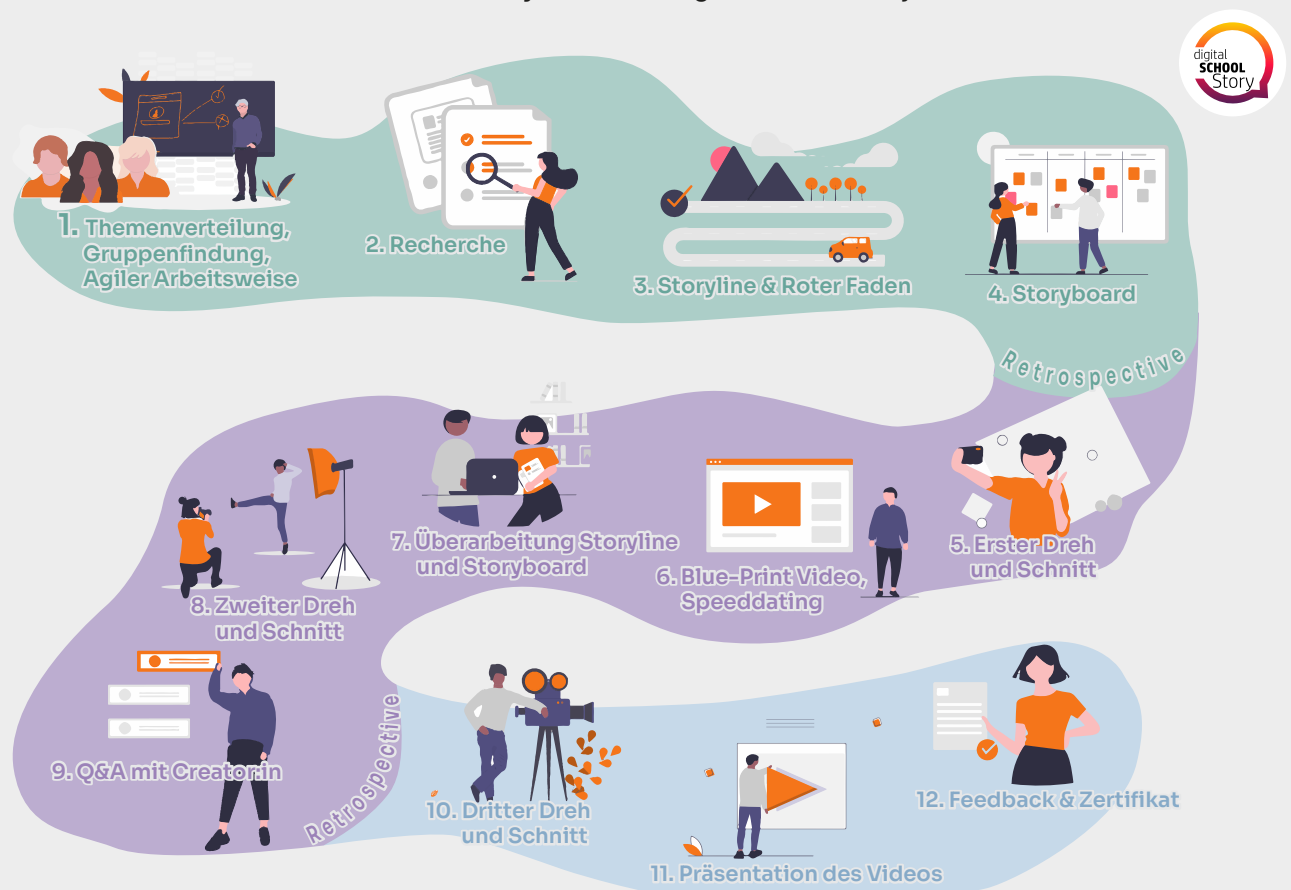 digital
SCHOOL
Story
1. Themenverteilung,
Gruppenfindung,
Agiler Arbeitsweise
2. Recherche
3. Storyline & Roter Faden
4. Storyboard
Retrospective
5. Erster Dreh
und Schnitt
6. Blue-Print Video,
Speeddating
7. Überarbeitung Storyline
und Storyboard
8. Zweiter Dreh
und Schnitt
9. Q&A mit Creator:in
Retrospective
10. Dritter Dreh
und Schnitt
11. Präsentation des Videos
12. Feedback & Zertifikat